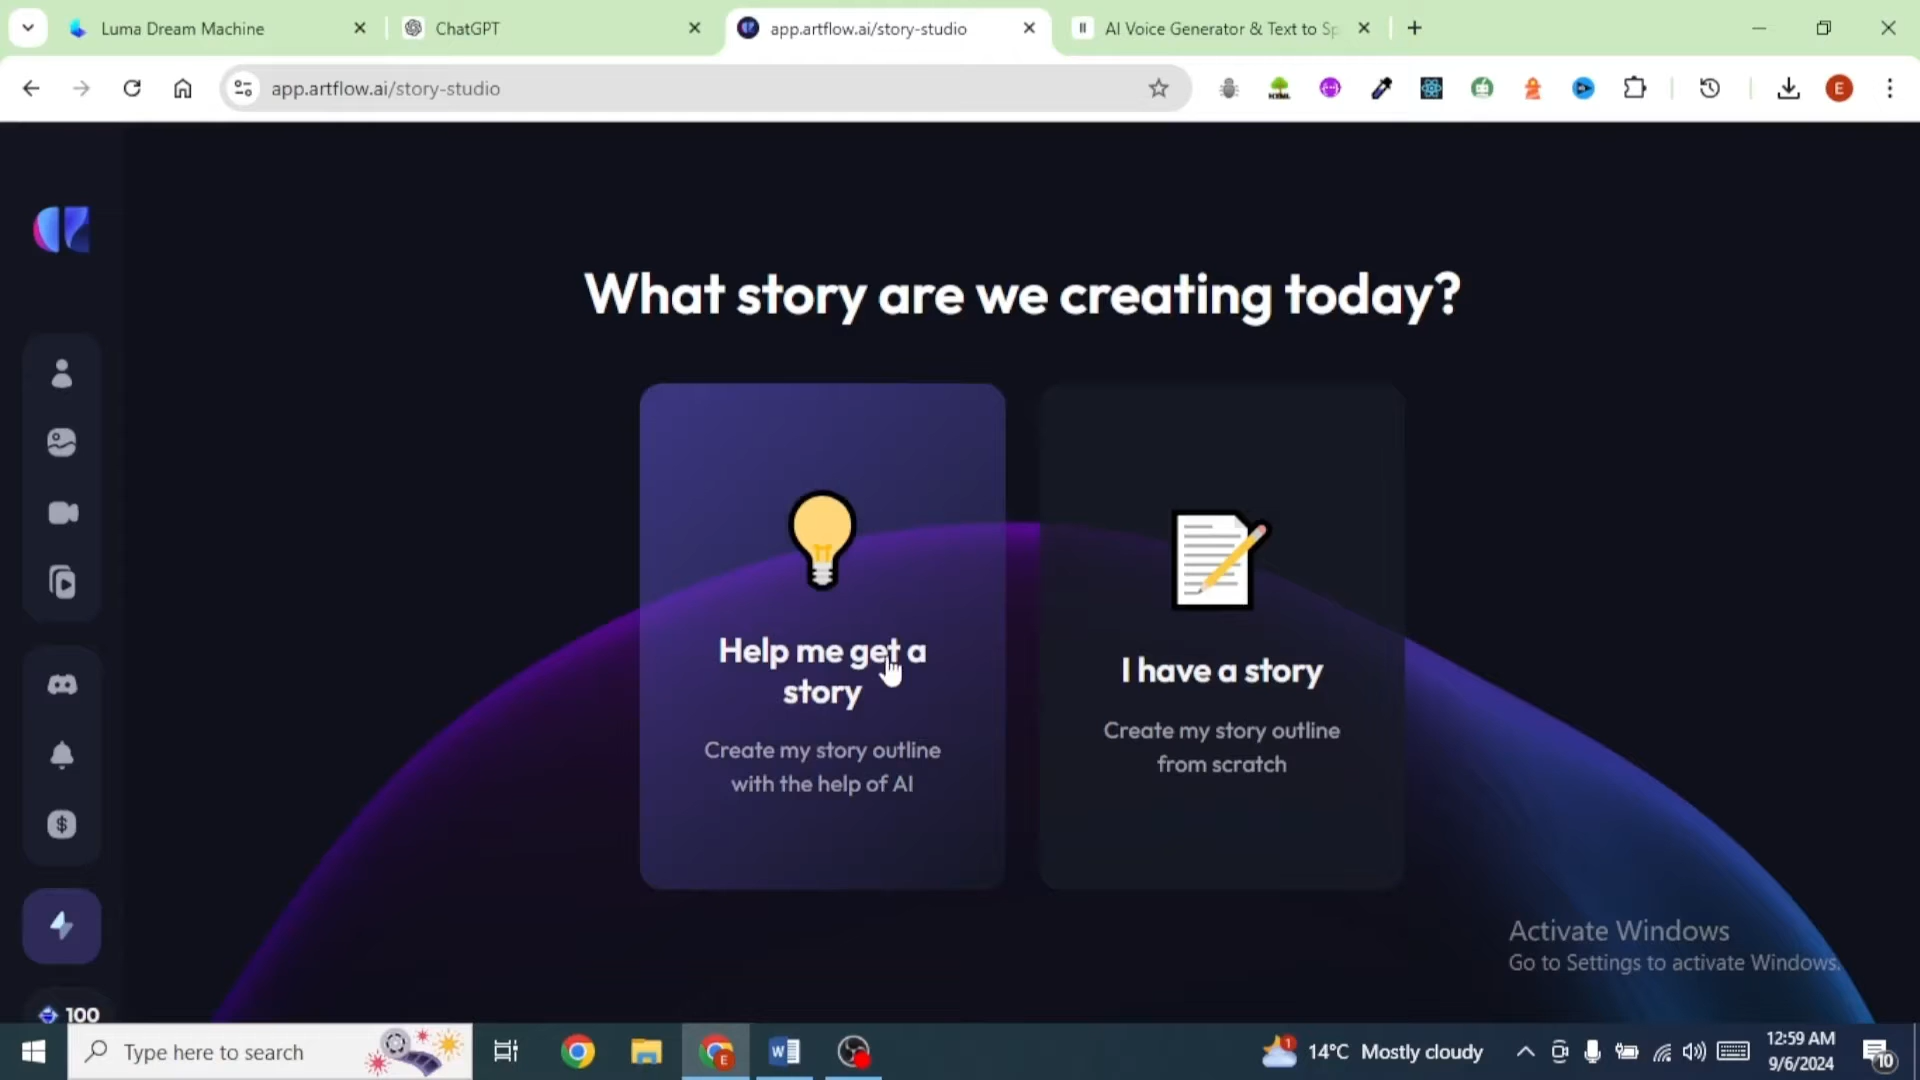 Luma Dream Machine
ChatGPT
app.artflow.ai/story-studio
AI Voice Generator & Text to Sp
app.artflow.ai/story-studio
E
What story are we creating today?
Help me get a
story
Create my story outline
with the help of AI
I have a story
Create my story outline
from scratch
Activate Windows
Go to Settings to activate Windows.
100
Type here to search
14°C Mostly cloudy
12:59 AM
9/6/2024
10